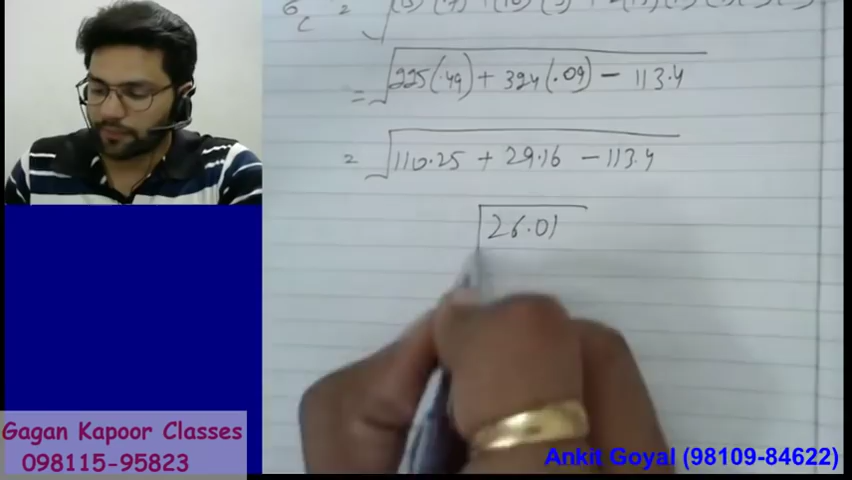 σc =
= √225(.49) + 324(.09) - 113.4
= √110.25 + 29.16 - 113.4
√26.01
Gagan Kapoor Classes
098115-95823
Ankit Goyal (98109-84622)